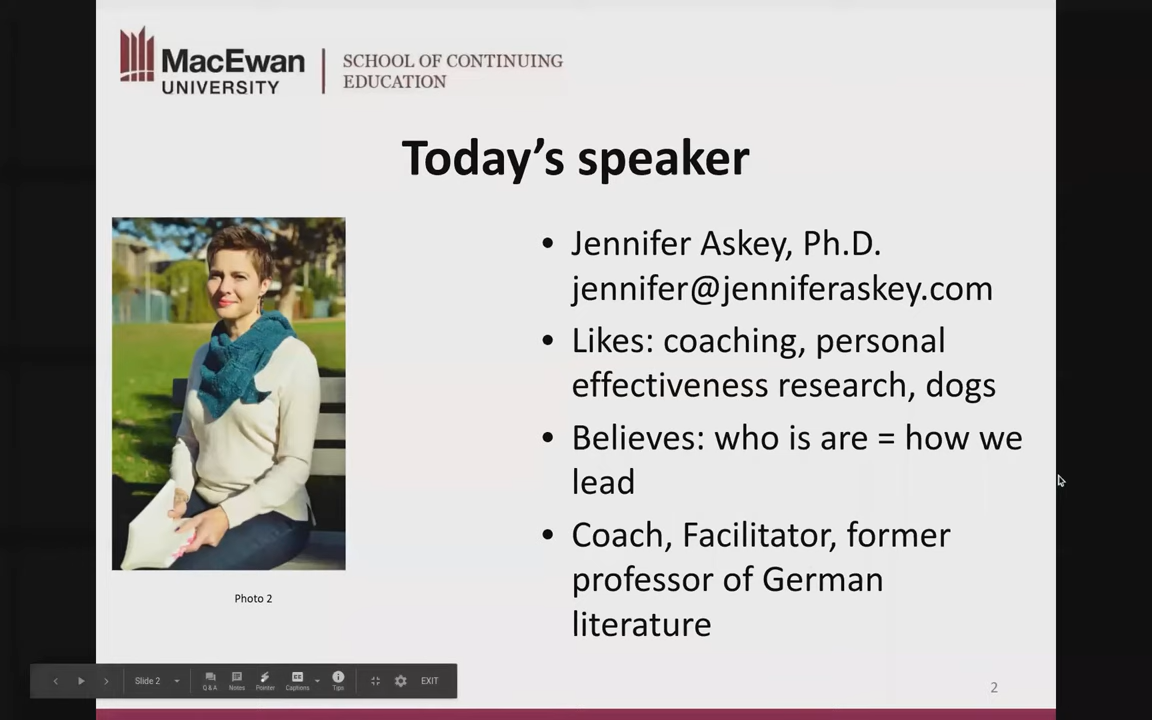 MacEwan
UNIVERSITY
SCHOOL OF CONTINUING
EDUCATION
Today’s speaker
• Jennifer Askey, Ph.D.
jennifer@jenniferaskey.com
• Likes: coaching, personal
effectiveness research, dogs
• Believes: who is are = how we
lead
• Coach, Facilitator, former
professor of German
literature
Photo 2
Slide 2
Q & A
Notes
Pointer
Captions
Tips
EXIT
2